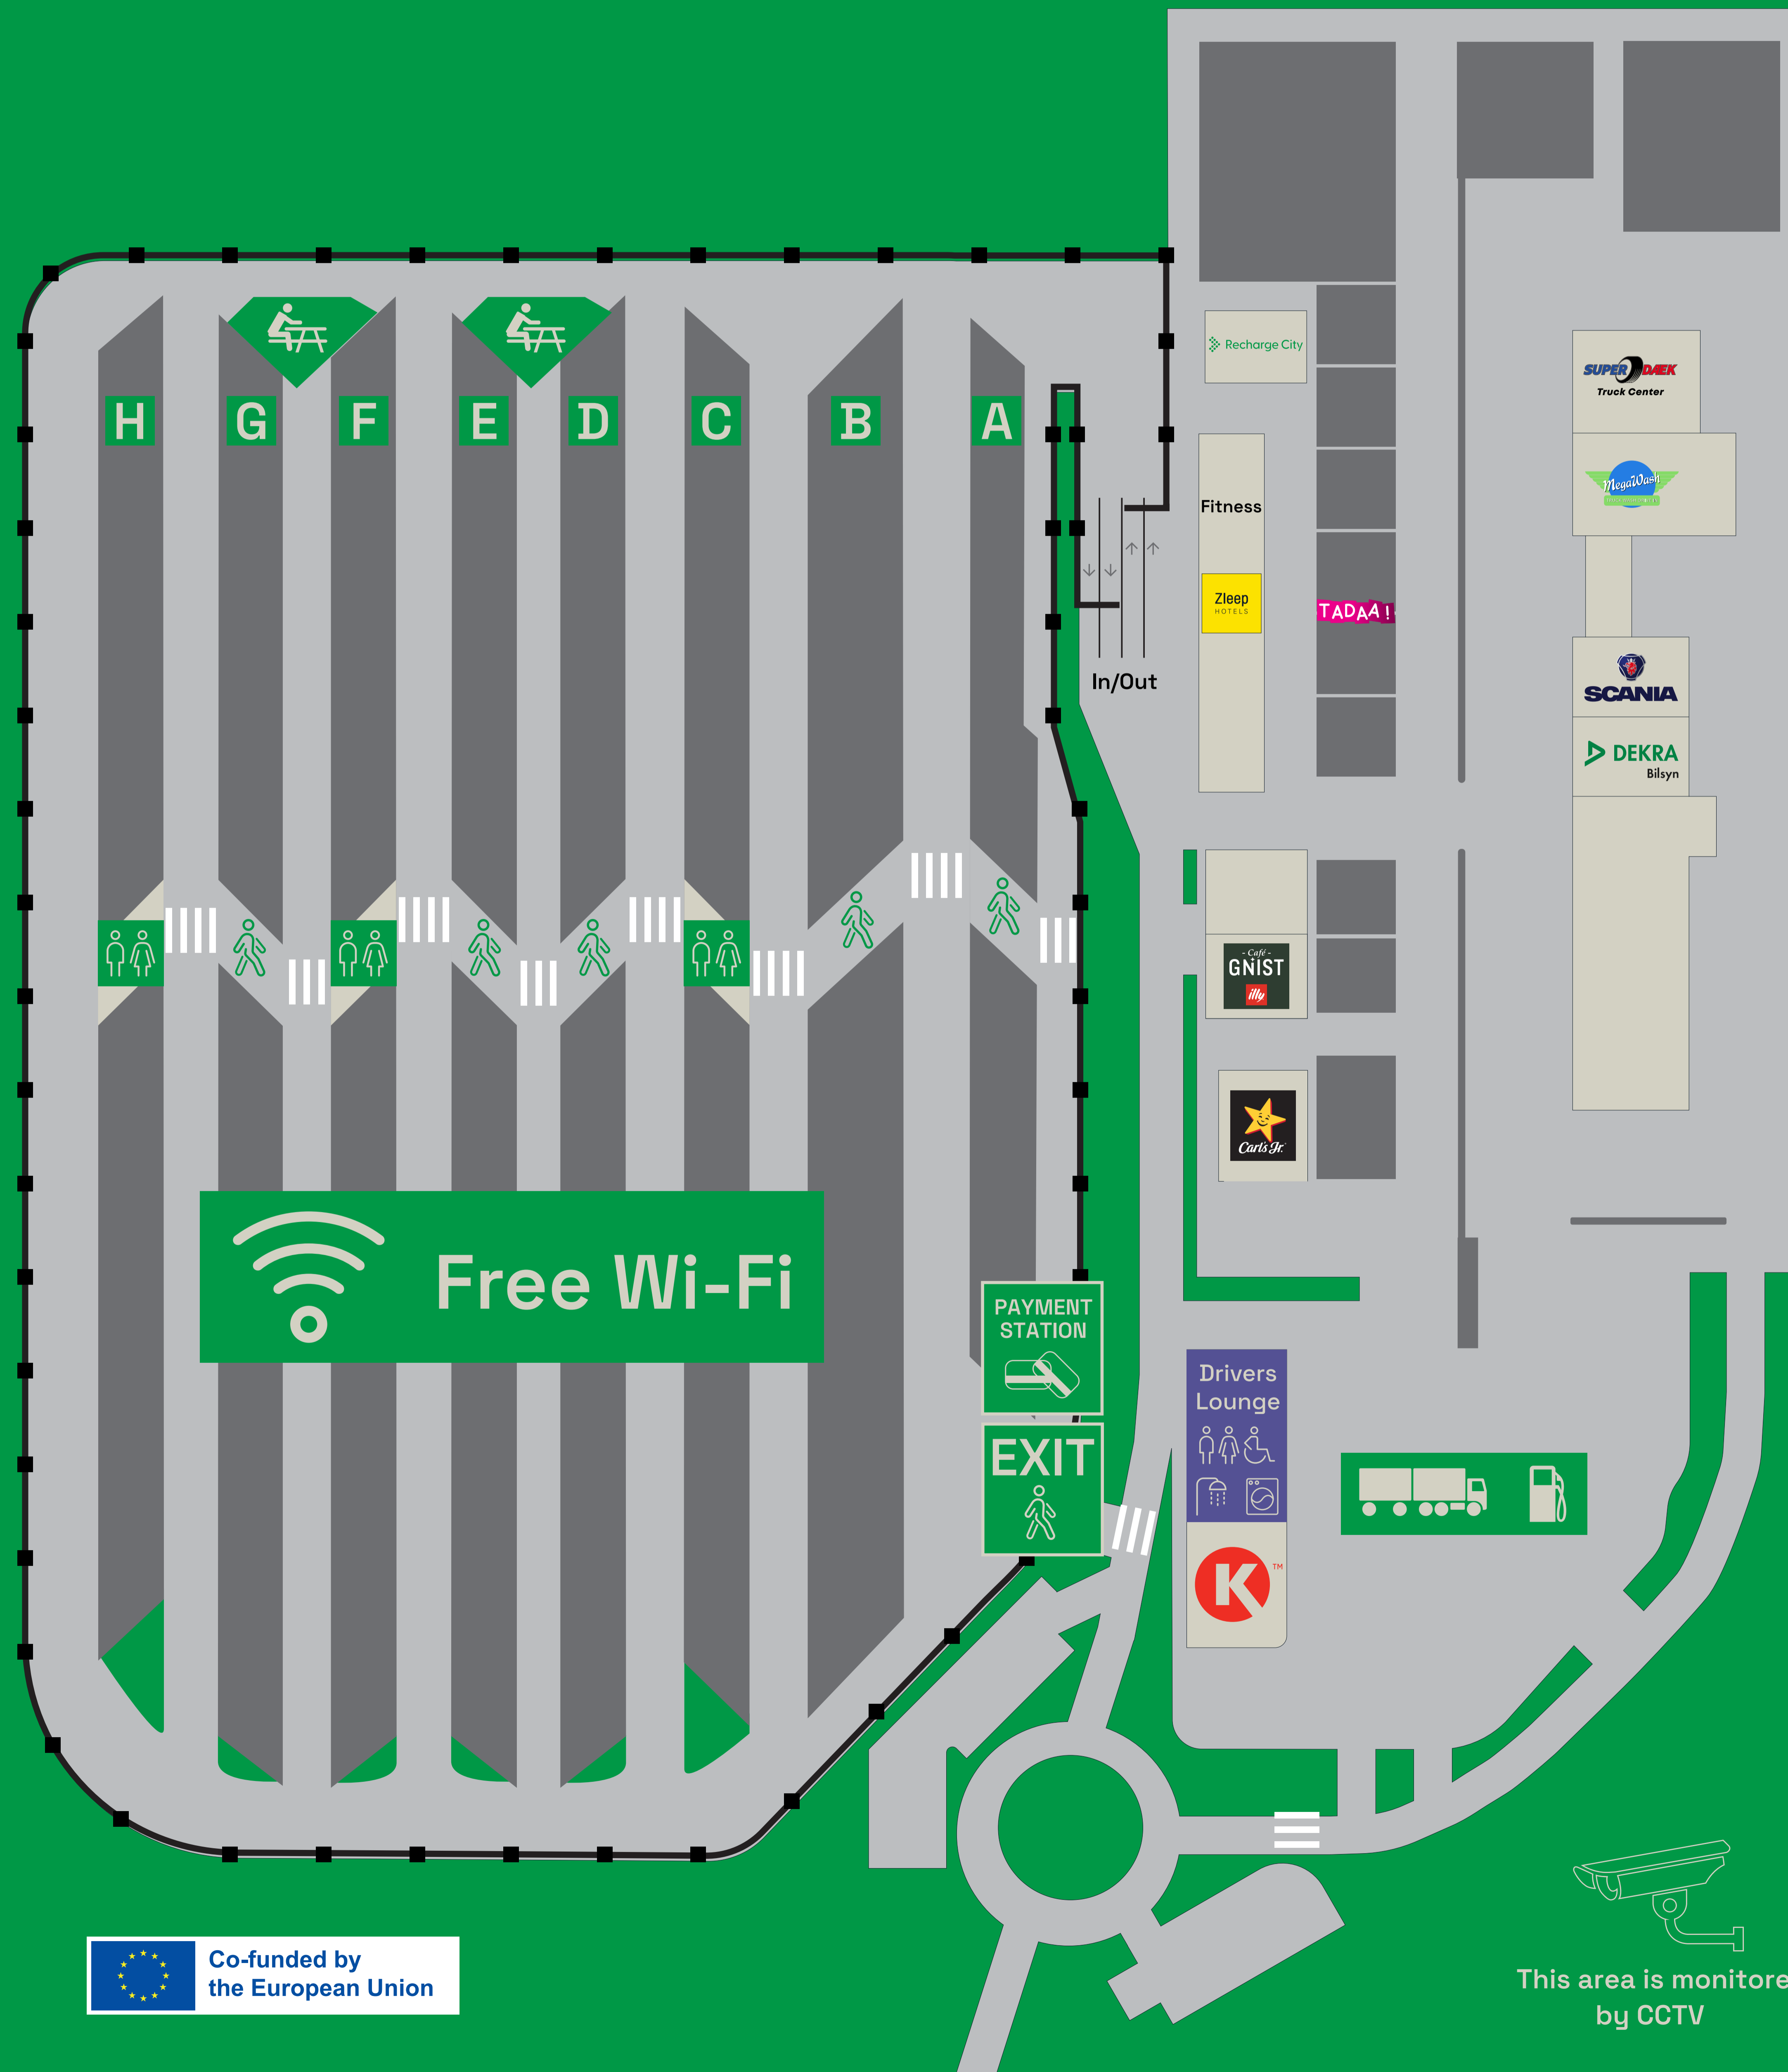 H
G
F
E
D
C
B
A
Recharge City
Fitness
Zleep
HOTELS
TADAA!
In/Out
SUPER DÆK
Truck Center
MegaWash
SCANIA
DEKRA
Bilsyn
- Café -
GNIST
illy
Carl's Jr.
Free Wi-Fi
PAYMENT
STATION
EXIT
Drivers
Lounge
K
TM
Co-funded by
the European Union
This area is monitore
by CCTV